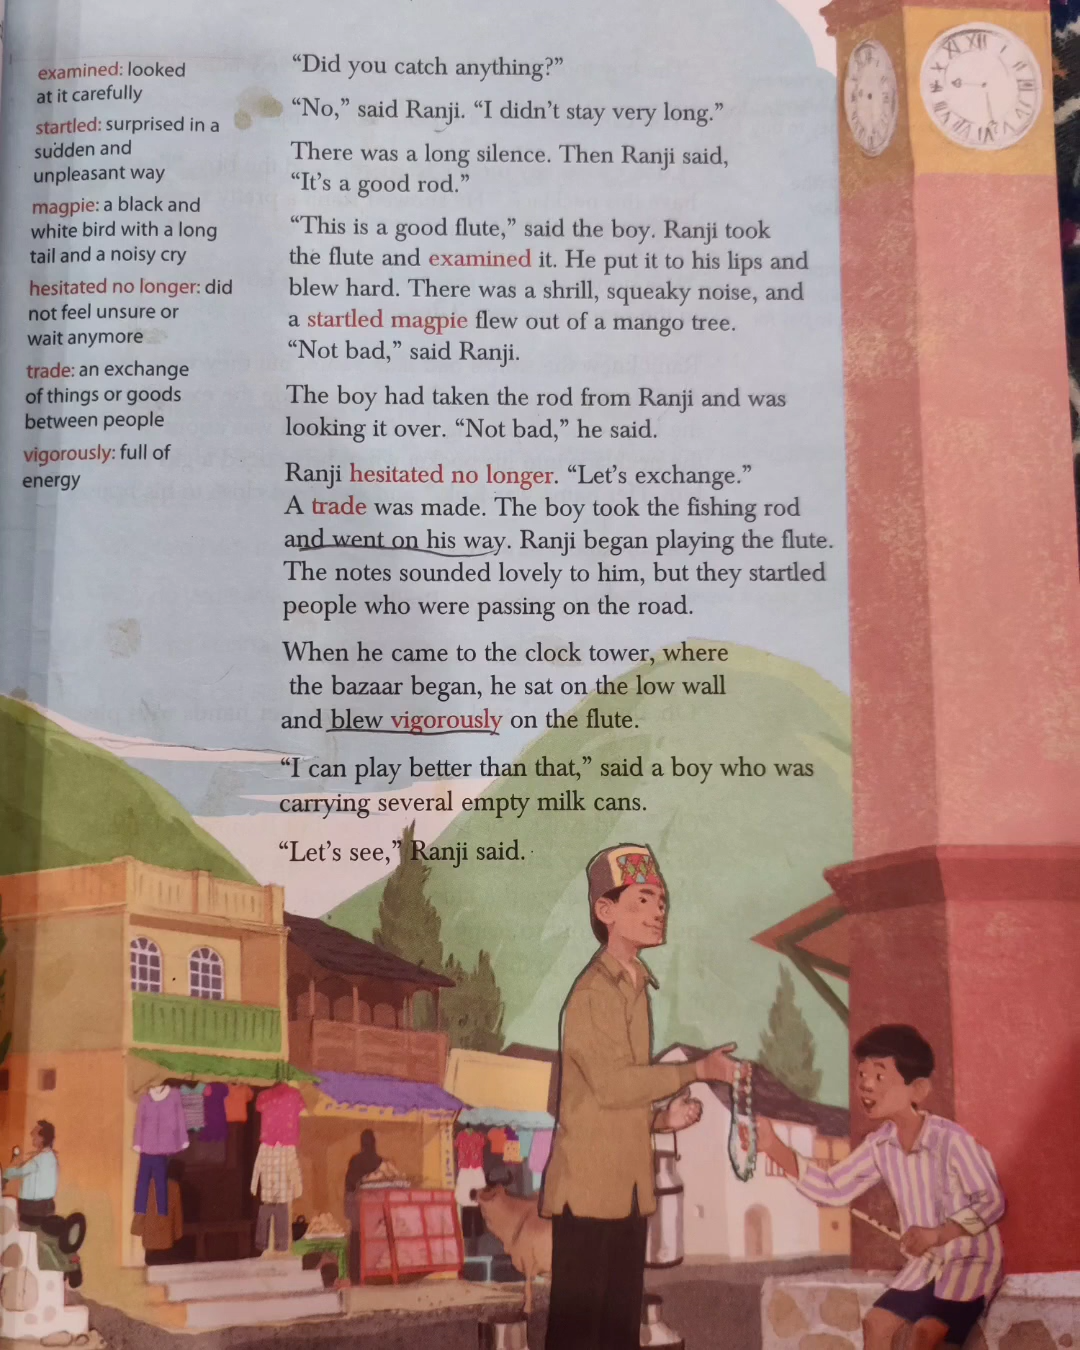 examined: looked
at it carefully
startled: surprised in a
sudden and
unpleasant way
magpie: a black and
white bird with a long
tail and a noisy cry
hesitated no longer: did
not feel unsure or
wait anymore
trade: an exchange
of things or goods
between people
vigorously: full of
energy
“Did you catch anything?”
“No,” said Ranji. “I didn’t stay very long.”
There was a long silence. Then Ranji said,
“It’s a good rod.”
“This is a good flute,” said the boy. Ranji took
the flute and examined it. He put it to his lips and
blew hard. There was a shrill, squeaky noise, and
a startled magpie flew out of a mango tree.
“Not bad,” said Ranji.
The boy had taken the rod from Ranji and was
looking it over. “Not bad,” he said.
Ranji hesitated no longer. “Let’s exchange.”
A trade was made. The boy took the fishing rod
and went on his way. Ranji began playing the flute.
The notes sounded lovely to him, but they startled
people who were passing on the road.
When he came to the clock tower, where
the bazaar began, he sat on the low wall
and blew vigorously on the flute.
“I can play better than that,” said a boy who was
carrying several empty milk cans.
“Let’s see,” Ranji said.